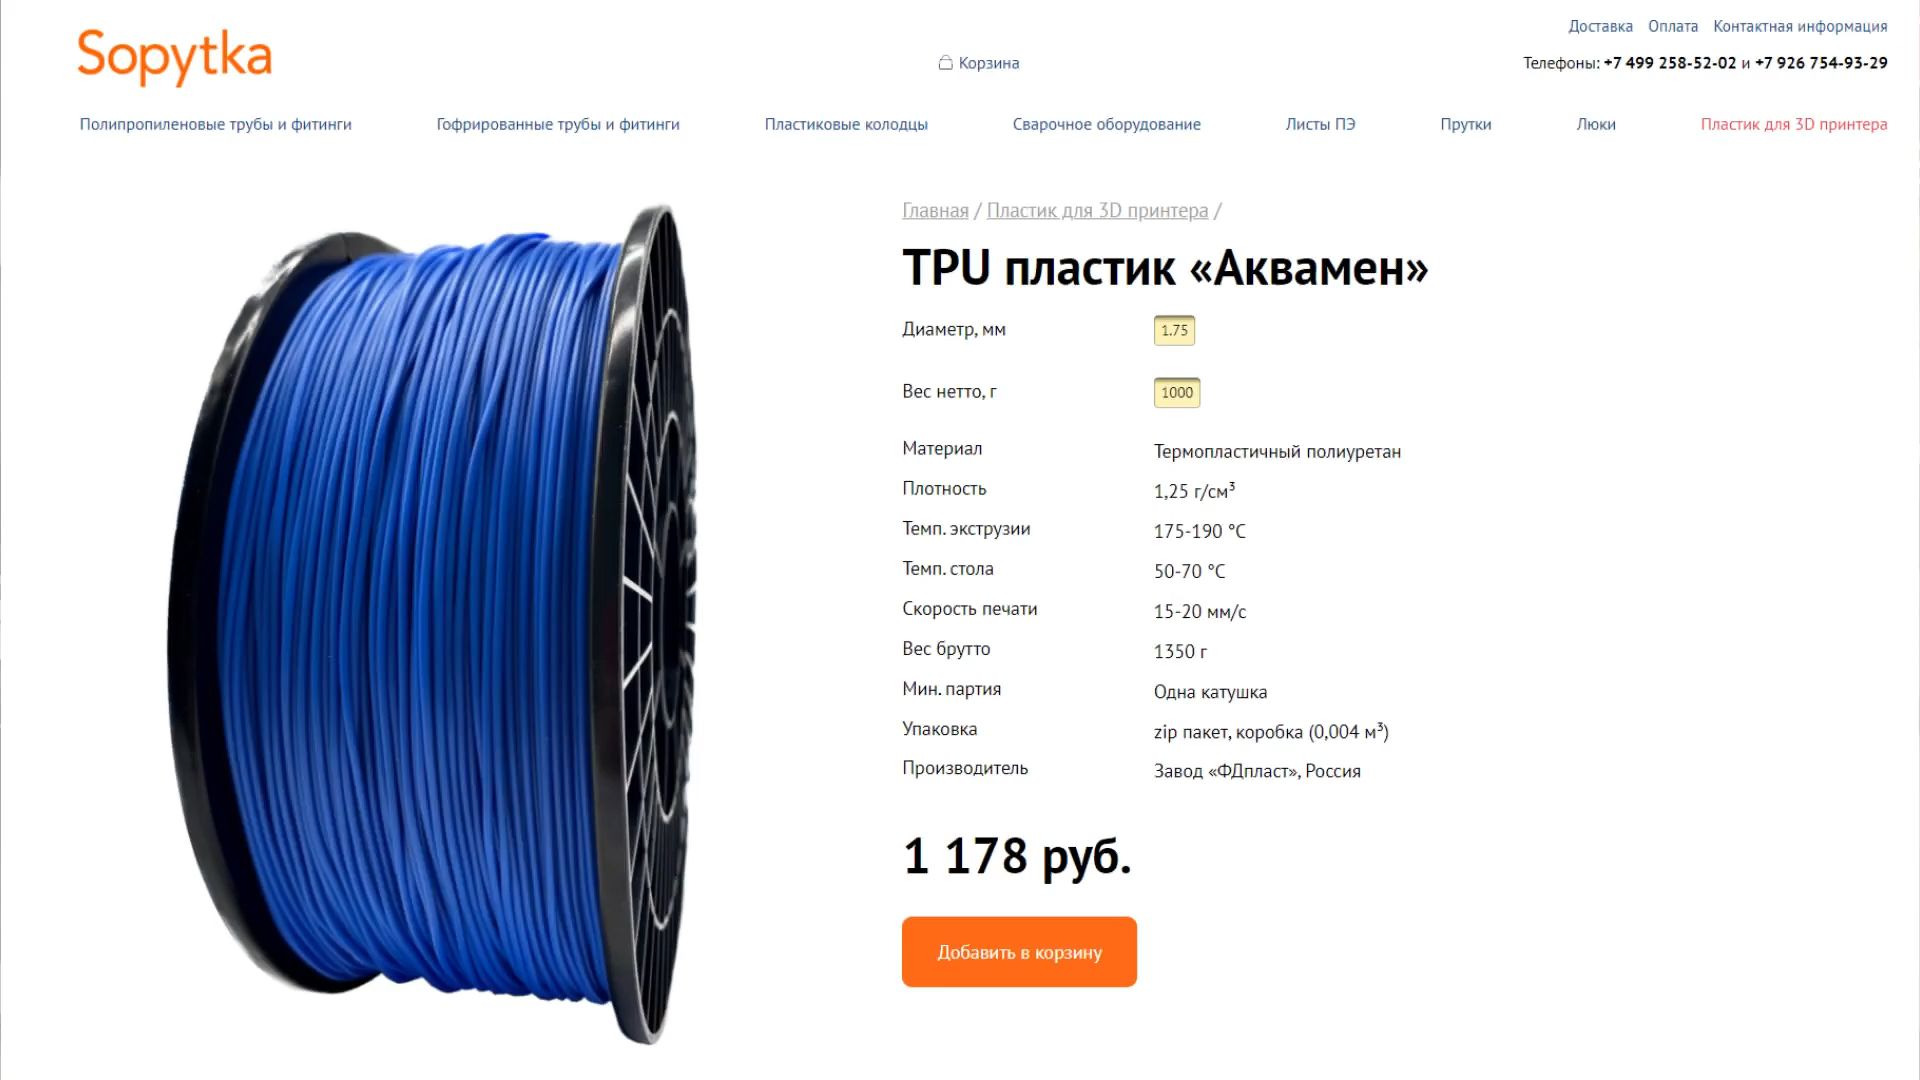 Sopytka
Корзина
Доставка Оплата Контактная информация
Телефоны: +7 499 258-52-02 и +7 926 754-93-29
Полипропиленовые трубы и фитинги Гофрированные трубы и фитинги Пластиковые колодцы Сварочное оборудование Листы ПЭ Прутки Люки Пластик для 3D принтера
Главная / Пластик для 3D принтера /
TPU пластик «Аквамен»
Диаметр, мм 1.75
Вес нетто, г 1000
Материал Термопластичный полиуретан
Плотность 1,25 г/см³
Темп. экструзии 175-190 °C
Темп. стола 50-70 °C
Скорость печати 15-20 мм/с
Вес брутто 1350 г
Мин. партия Одна катушка
Упаковка zip пакет, коробка (0,004 м³)
Производитель Завод «ФДпласт», Россия
1 178 руб.
Добавить в корзину